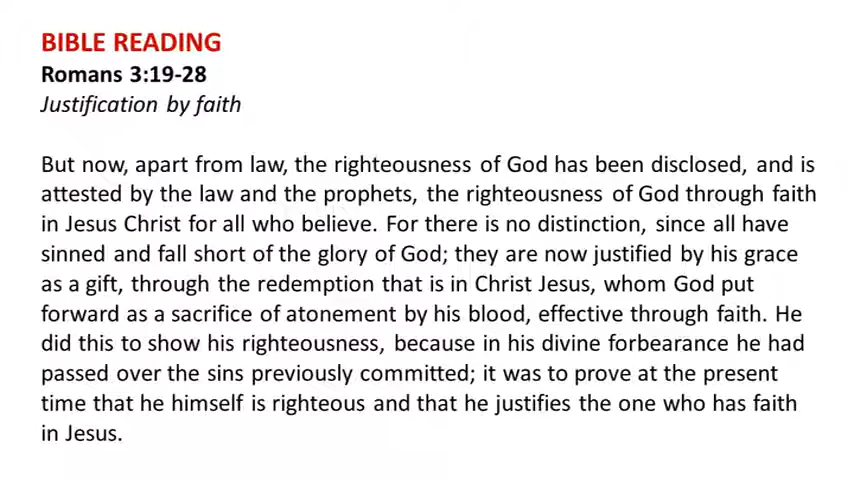 BIBLE READING
Romans 3:19-28
Justification by faith
But now, apart from law, the righteousness of God has been disclosed, and is
attested by the law and the prophets, the righteousness of God through faith
in Jesus Christ for all who believe. For there is no distinction, since all have
sinned and fall short of the glory of God; they are now justified by his grace
as a gift, through the redemption that is in Christ Jesus, whom God put
forward as a sacrifice of atonement by his blood, effective through faith. He
did this to show his righteousness, because in his divine forbearance he had
passed over the sins previously committed; it was to prove at the present
time that he himself is righteous and that he justifies the one who has faith
in Jesus.